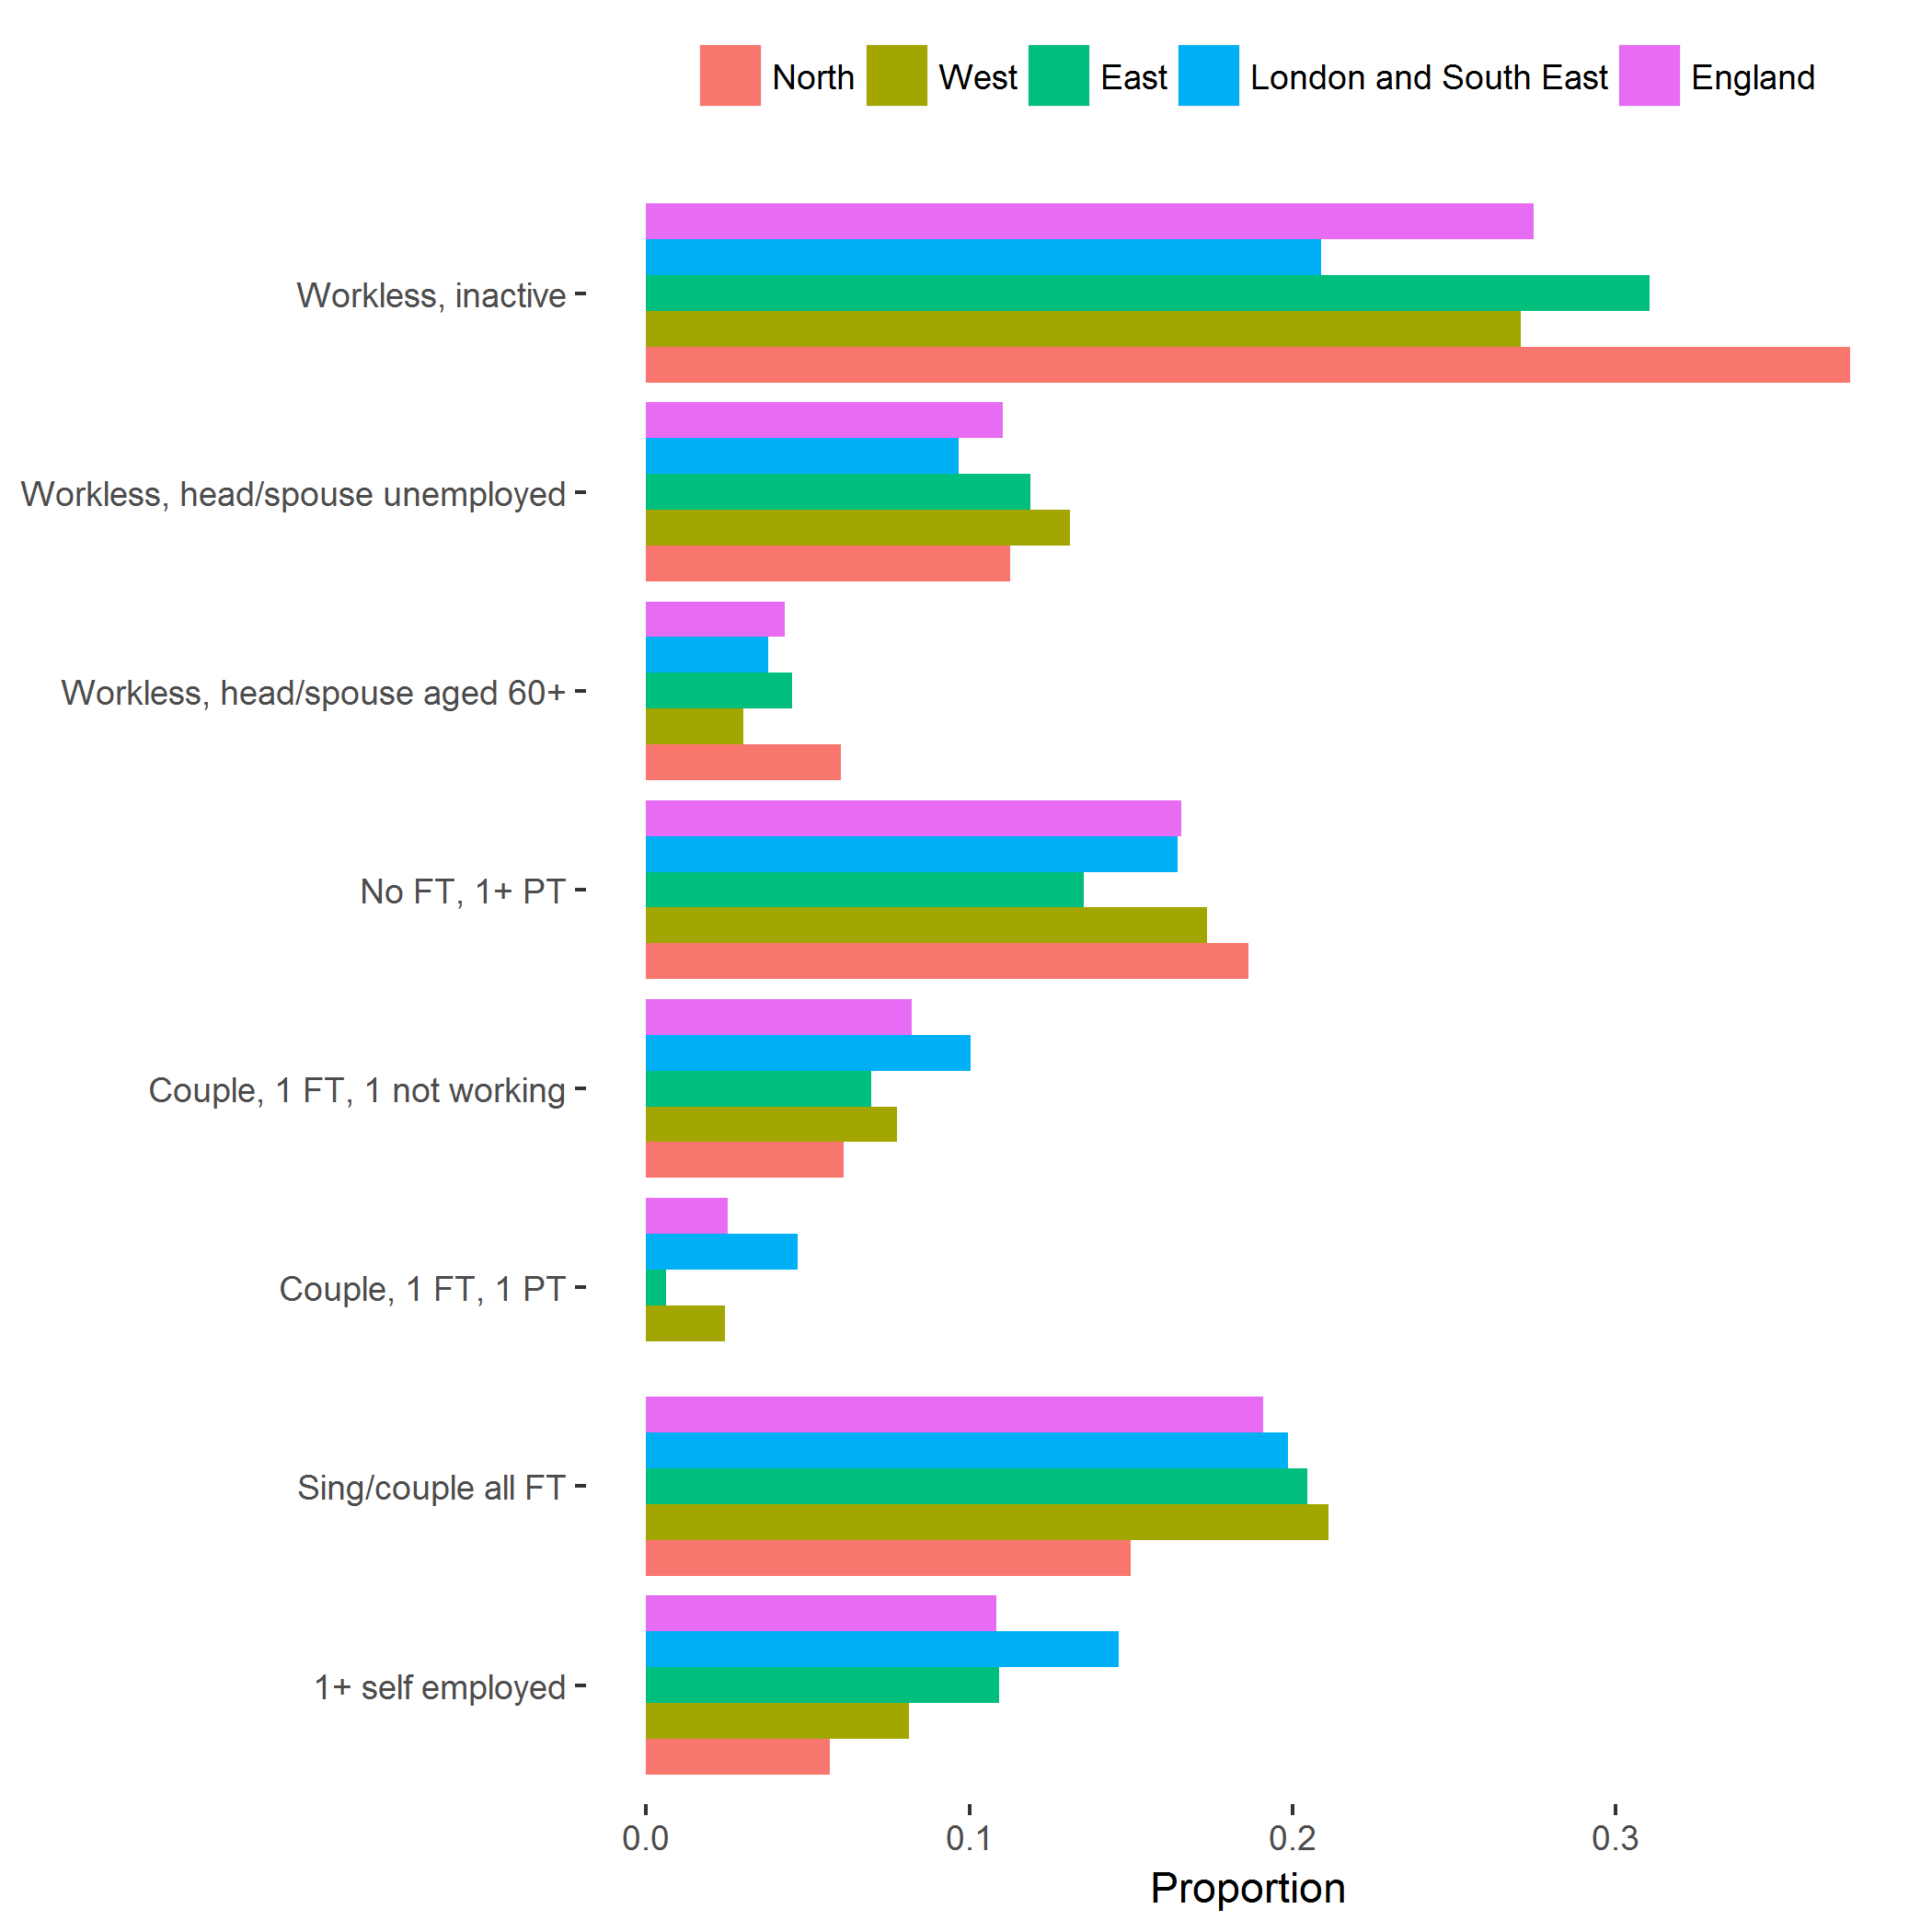 North West East London and South East England
Workless, inactive
Workless, head/spouse unemployed
Workless, head/spouse aged 60+
No FT, 1+ PT
Couple, 1 FT, 1 not working
Couple, 1 FT, 1 PT
Sing/couple all FT
1+ self employed
0.0 0.1 0.2 0.3
Proportion